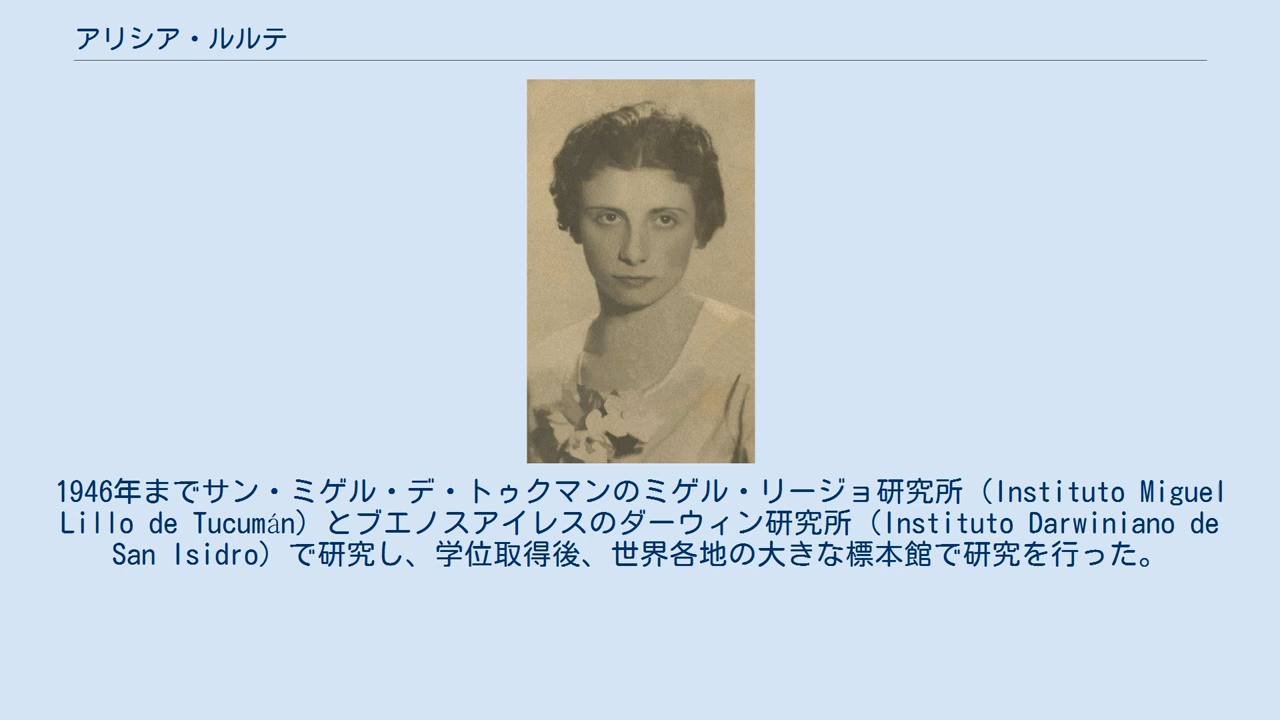 アリシア・ルルテ
1946年までサン・ミゲル・デ・トゥクマンのミゲル・リージョ研究所（Instituto Miguel
Lillo de Tucumán）とブエノスアイレスのダーウィン研究所（Instituto Darwiniano de
San Isidro）で研究し、学位取得後、世界各地の大きな標本館で研究を行った。